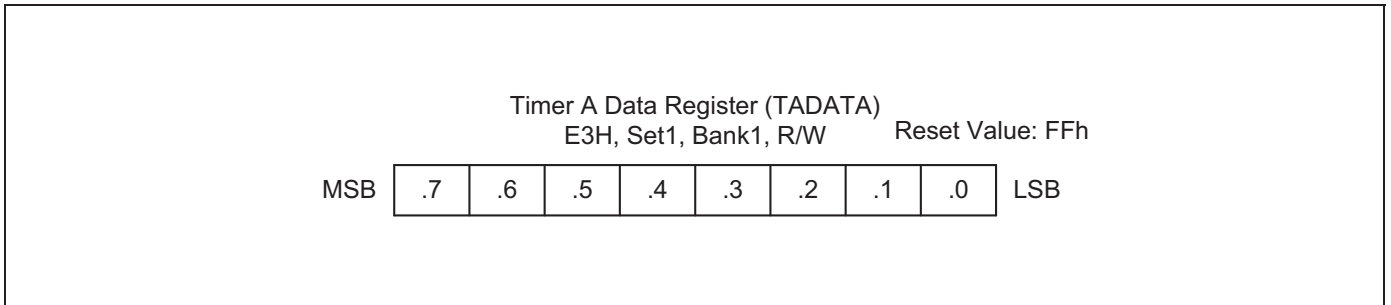 Timer A Data Register (TADATA)
E3H, Set1, Bank1, R/W Reset Value: FFh
MSB .7 .6 .5 .4 .3 .2 .1 .0 LSB